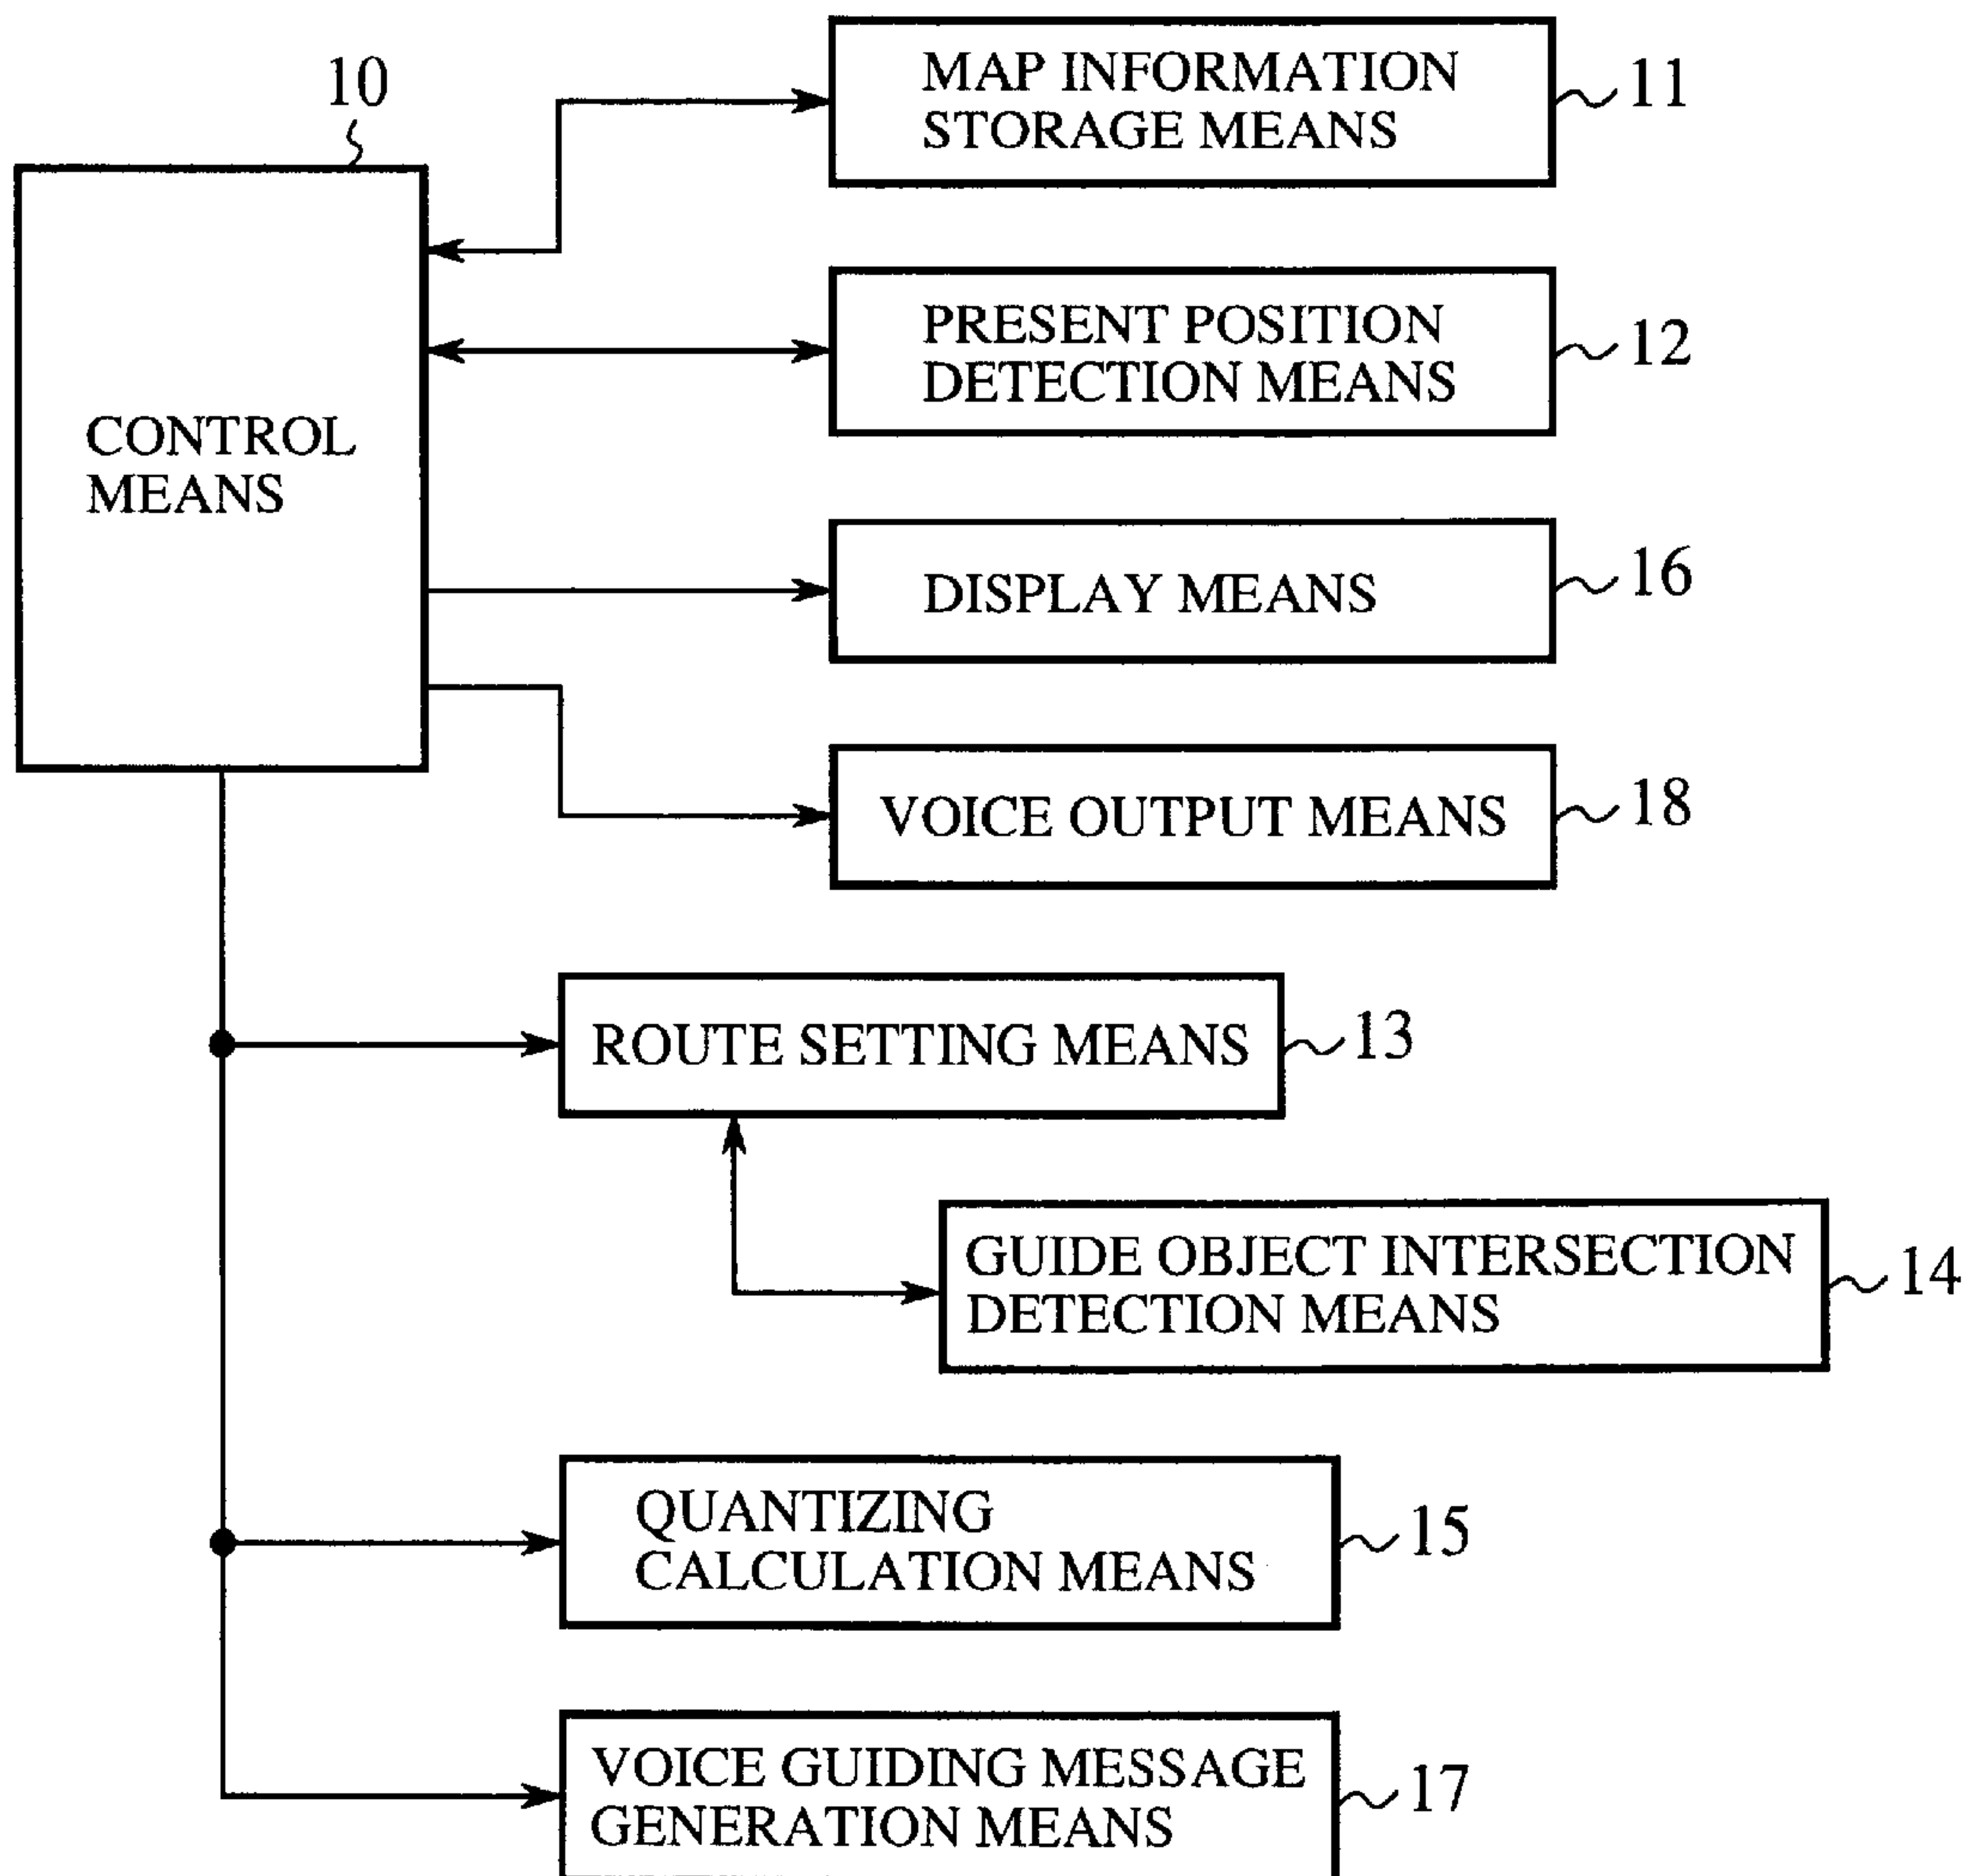 10
MAP INFORMATION
STORAGE MEANS
11
CONTROL
MEANS
PRESENT POSITION
DETECTION MEANS
12
DISPLAY MEANS
16
VOICE OUTPUT MEANS
18
ROUTE SETTING MEANS
13
GUIDE OBJECT INTERSECTION
DETECTION MEANS
14
QUANTIZING
CALCULATION MEANS
15
VOICE GUIDING MESSAGE
GENERATION MEANS
17